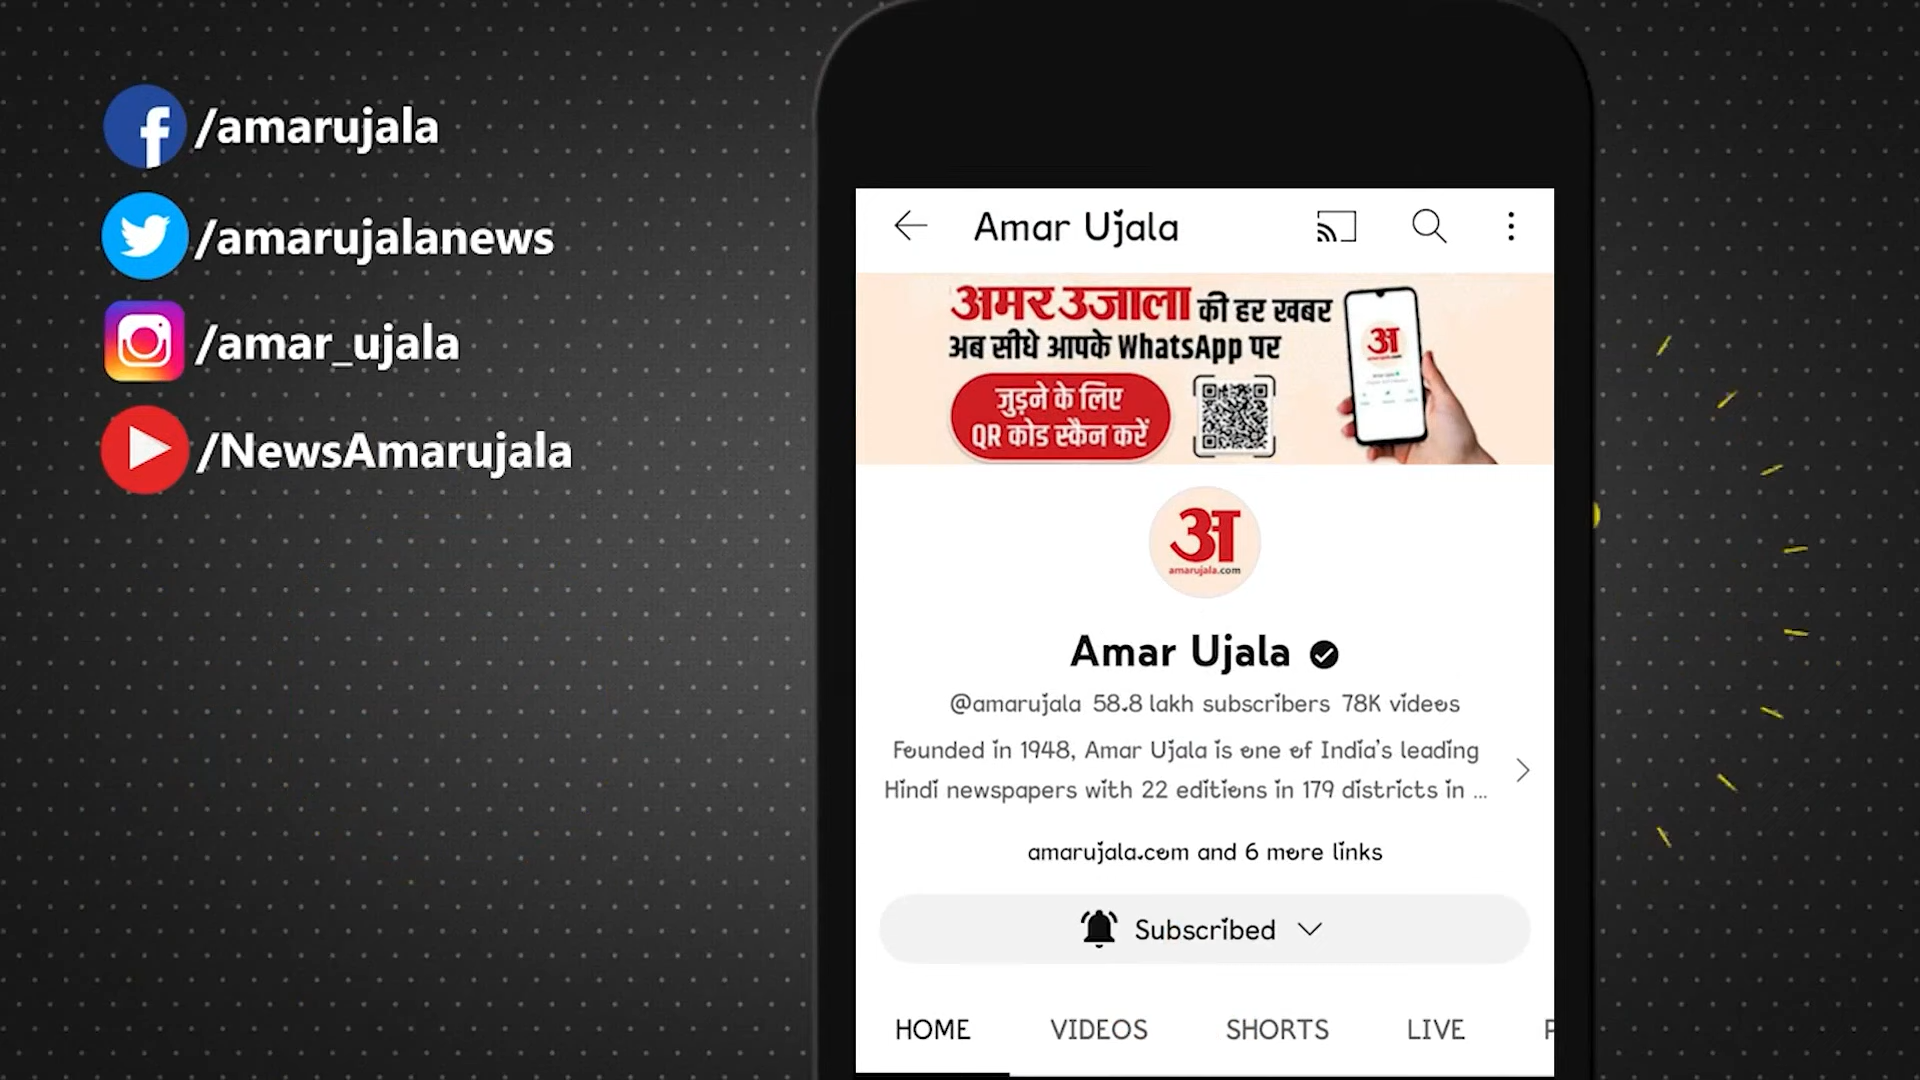 /amarujala
/amarujalanews
/amar_ujala
/NewsAmarujala
Amar Ujala
अमर उजाला की हर खबर
अब सीधे आपके WhatsApp पर
जुड़ने के लिए
QR कोड स्कैन करें
अ
अ
amarujala.com
Amar Ujala
@amarujala 58.8 lakh subscribers 78K videos
Founded in 1948, Amar Ujala is one of India's leading
Hindi newspapers with 22 editions in 179 districts in ...
amarujala.com and 6 more links
Subscribed
HOME VIDEOS SHORTS LIVE